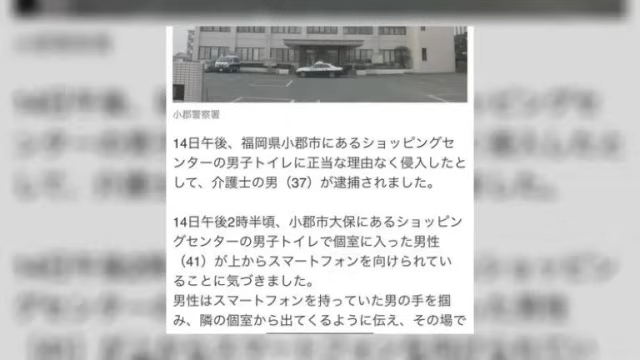 小郡警察署
14日午後、福岡県小郡市にあるショッピングセ
ンターの男子トイレに正当な理由なく侵入したと
して、介護士の男（37）が逮捕されました。
14日午後2時半頃、小郡市大保にあるショッピン
グセンターの男子トイレで個室に入った男性
（41）が上からスマートフォンを向けられてい
ることに気づきました。
男性はスマートフォンを持っていた男の手を掴
み、隣の個室から出てくるように伝え、その場で